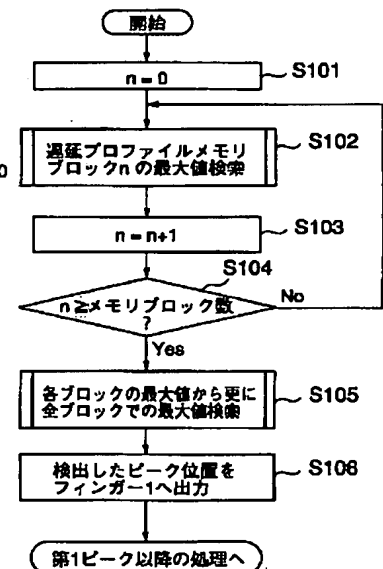 開始
n = 0
S101
遅延プロファイルメモリ
ブロックn の最大値検索
S102
n = n+1
S103
S104
n ≧メモリブロック数
?
No
Yes
各ブロックの最大値から更に
全ブロックでの最大値検索
S105
検出したピーク位置を
フィンガー1へ出力
S106
第1ピーク以降の処理へ